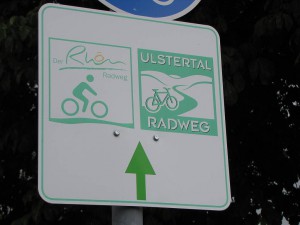 Die
Rhön
Radweg
ULSTERTAL
RADWEG